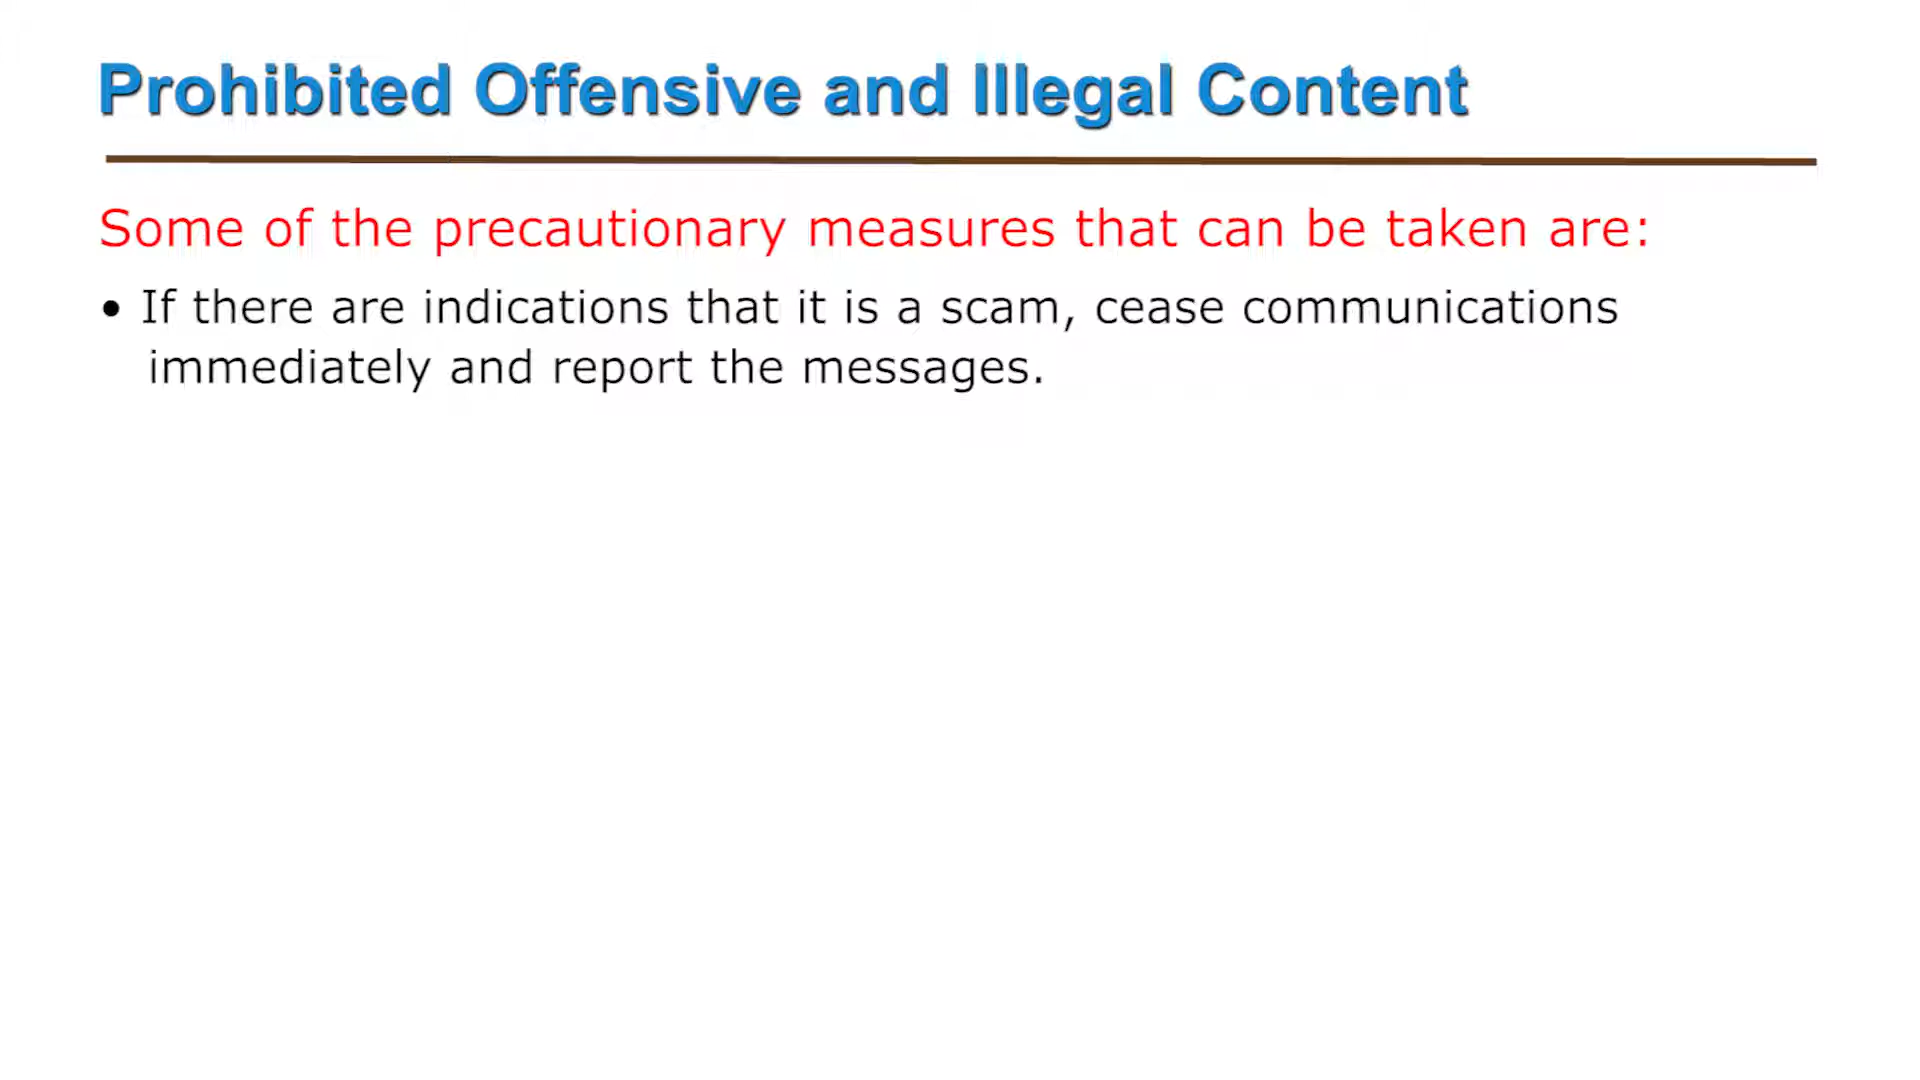 Prohibited Offensive and Illegal Content
Some of the precautionary measures that can be taken are:
• If there are indications that it is a scam, cease communications
immediately and report the messages.